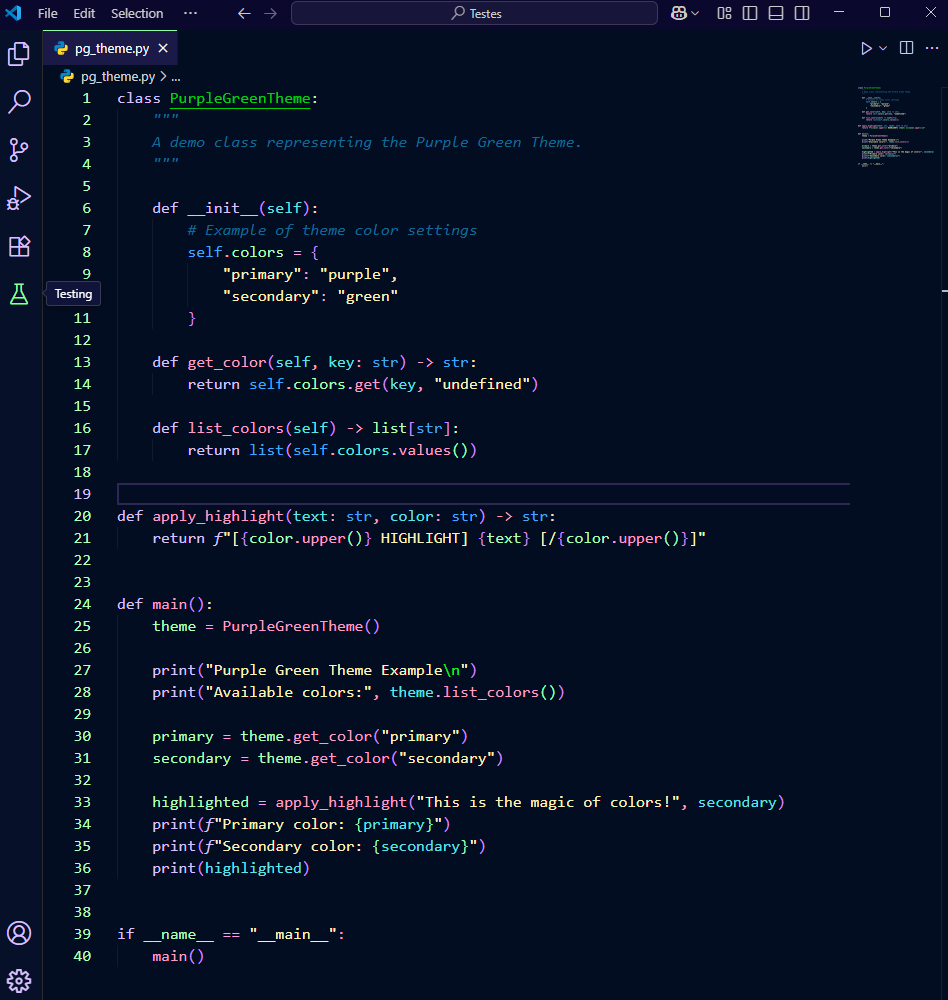 File Edit Selection ··· Testes
pg_theme.py
pg_theme.py > ...
1 class PurpleGreenTheme:
2     """
3     A demo class representing the Purple Green Theme.
4     """
5
6     def __init__(self):
7         # Example of theme color settings
8         self.colors = {
9             "primary": "purple",
            "secondary": "green"
Testing
11         }
12
13     def get_color(self, key: str) -> str:
14         return self.colors.get(key, "undefined")
15
16     def list_colors(self) -> list[str]:
17         return list(self.colors.values())
18
19
20 def apply_highlight(text: str, color: str) -> str:
21     return f"[{color.upper()} HIGHLIGHT] {text} [/{color.upper()}]"
22
23
24 def main():
25     theme = PurpleGreenTheme()
26
27     print("Purple Green Theme Example\n")
28     print("Available colors:", theme.list_colors())
29
30     primary = theme.get_color("primary")
31     secondary = theme.get_color("secondary")
32
33     highlighted = apply_highlight("This is the magic of colors!", secondary)
34     print(f"Primary color: {primary}")
35     print(f"Secondary color: {secondary}")
36     print(highlighted)
37
38
39 if __name__ == "__main__":
40     main()